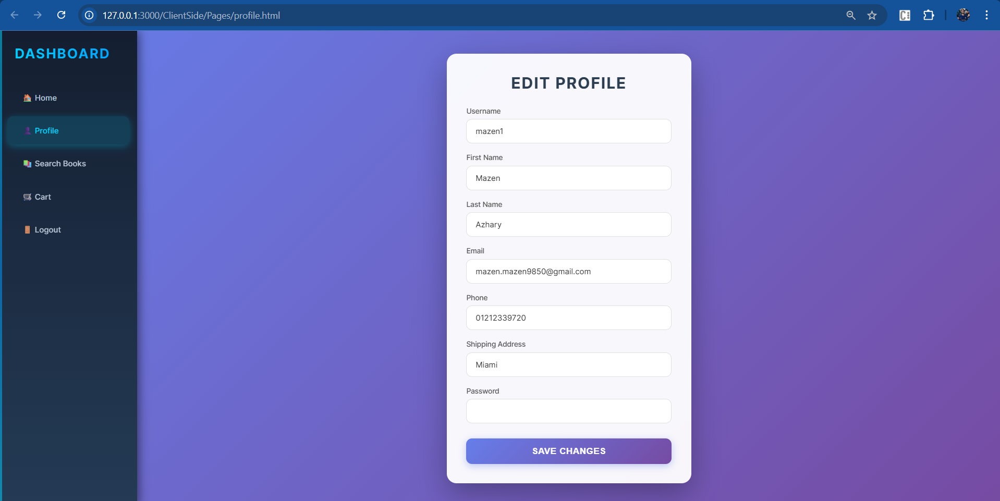 127.0.0.1:3000/ClientSide/Pages/profile.html
DASHBOARD
Home
Profile
Search Books
Cart
Logout
EDIT PROFILE
Username
mazen1
First Name
Mazen
Last Name
Azhary
Email
mazen.mazen9850@gmail.com
Phone
01212339720
Shipping Address
Miami
Password
SAVE CHANGES